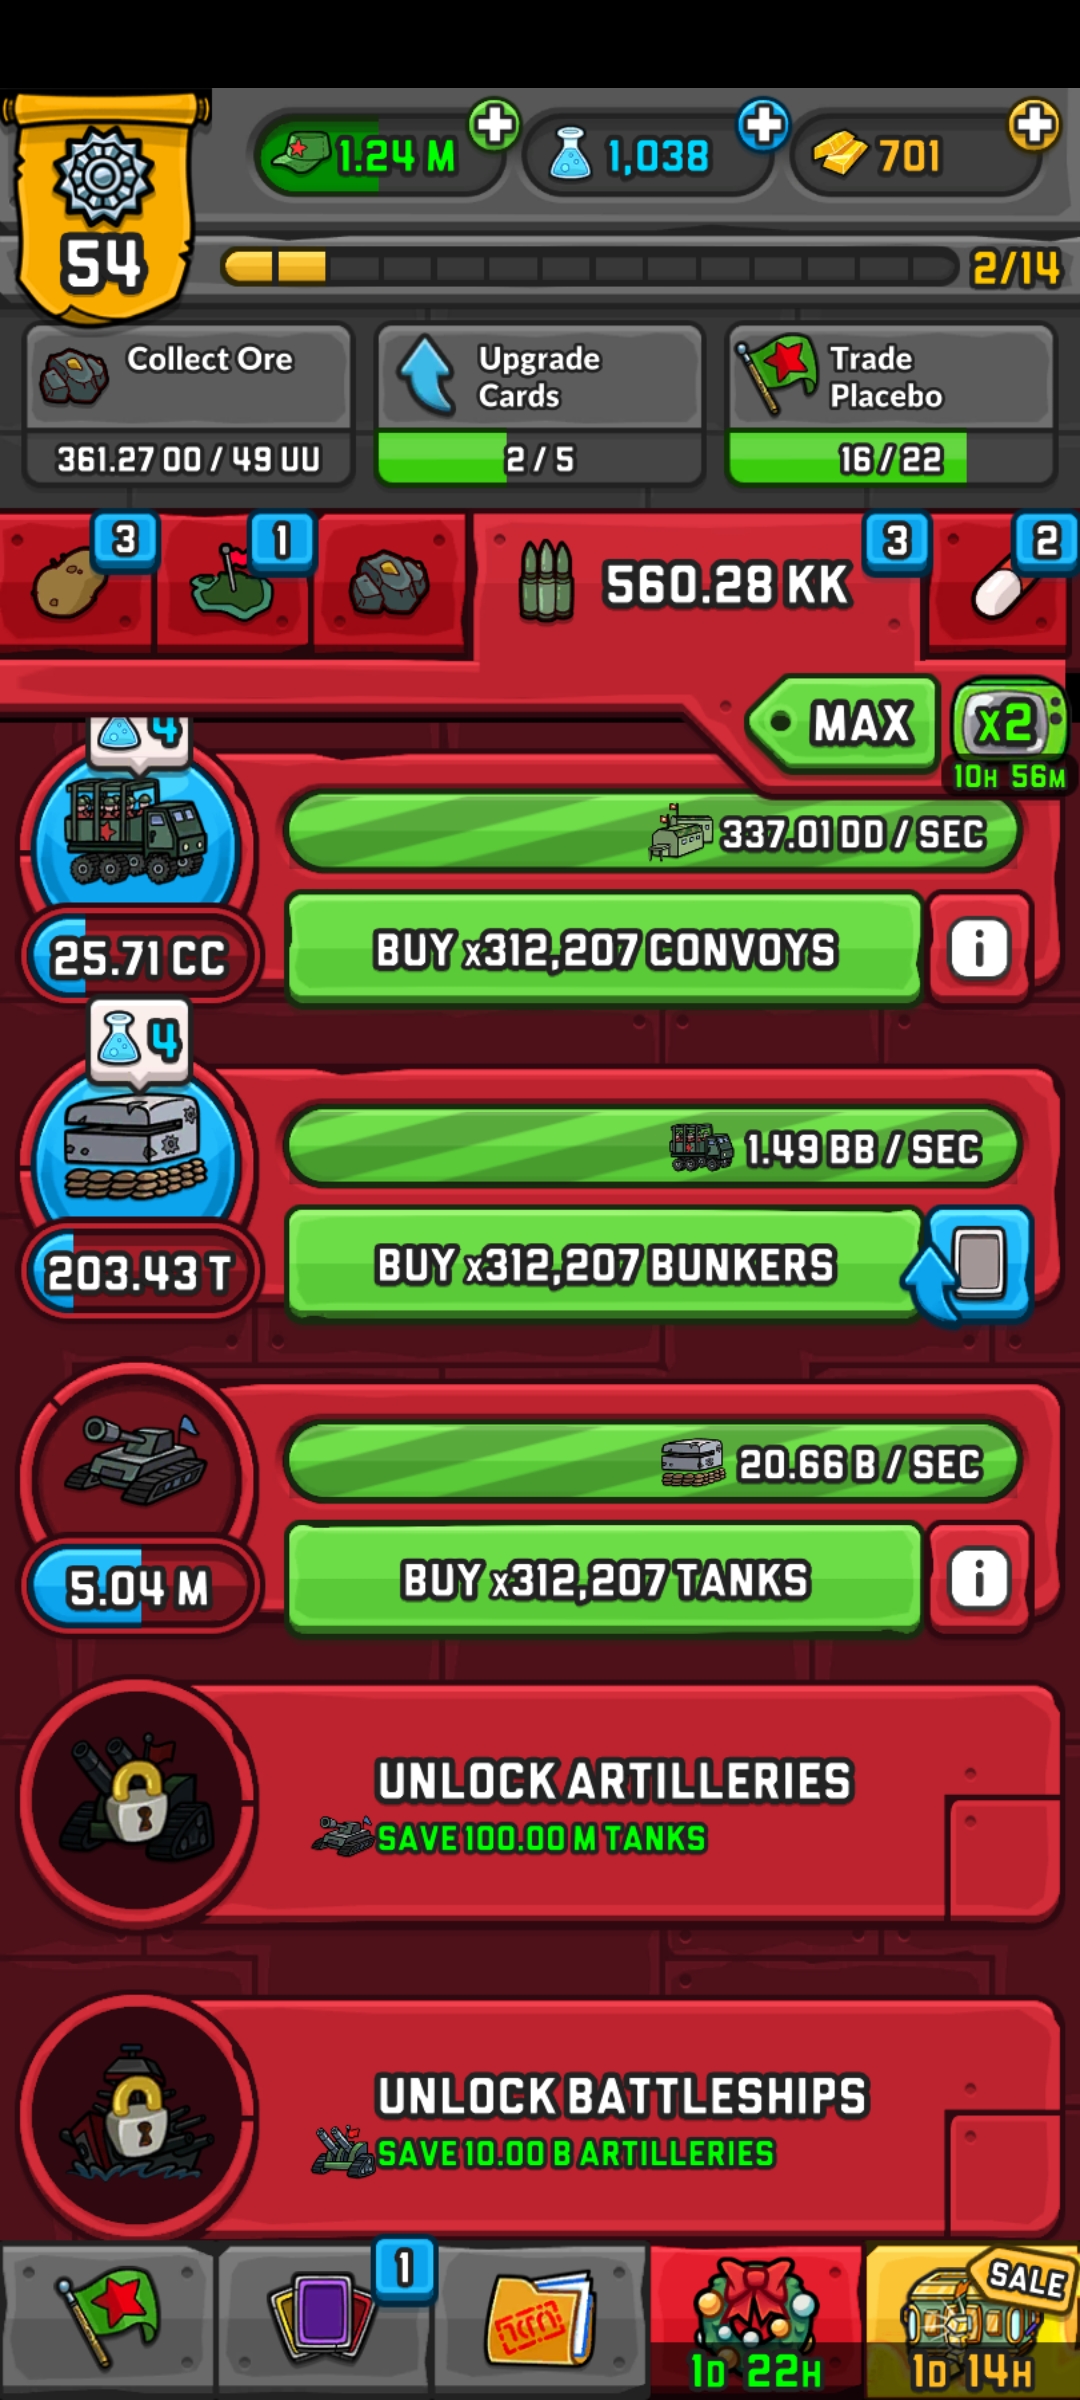 1.24 M
1,038
701
54
2/14
Collect Ore
361.27 OO / 49 UU
Upgrade
Cards
2 / 5
Trade
Placebo
16 / 22
3
1
560.28 KK
3
2
MAX
x2
10H 56M
4
337.01 DD / SEC
25.71 CC
BUY x312,207 CONVOYS
i
4
1.49 BB / SEC
203.43 T
BUY x312,207 BUNKERS
20.66 B / SEC
5.04 M
BUY x312,207 TANKS
i
UNLOCK ARTILLERIES
SAVE 100.00 M TANKS
UNLOCK BATTLESHIPS
SAVE 10.00 B ARTILLERIES
1
SALE
1D 22H
1D 14H